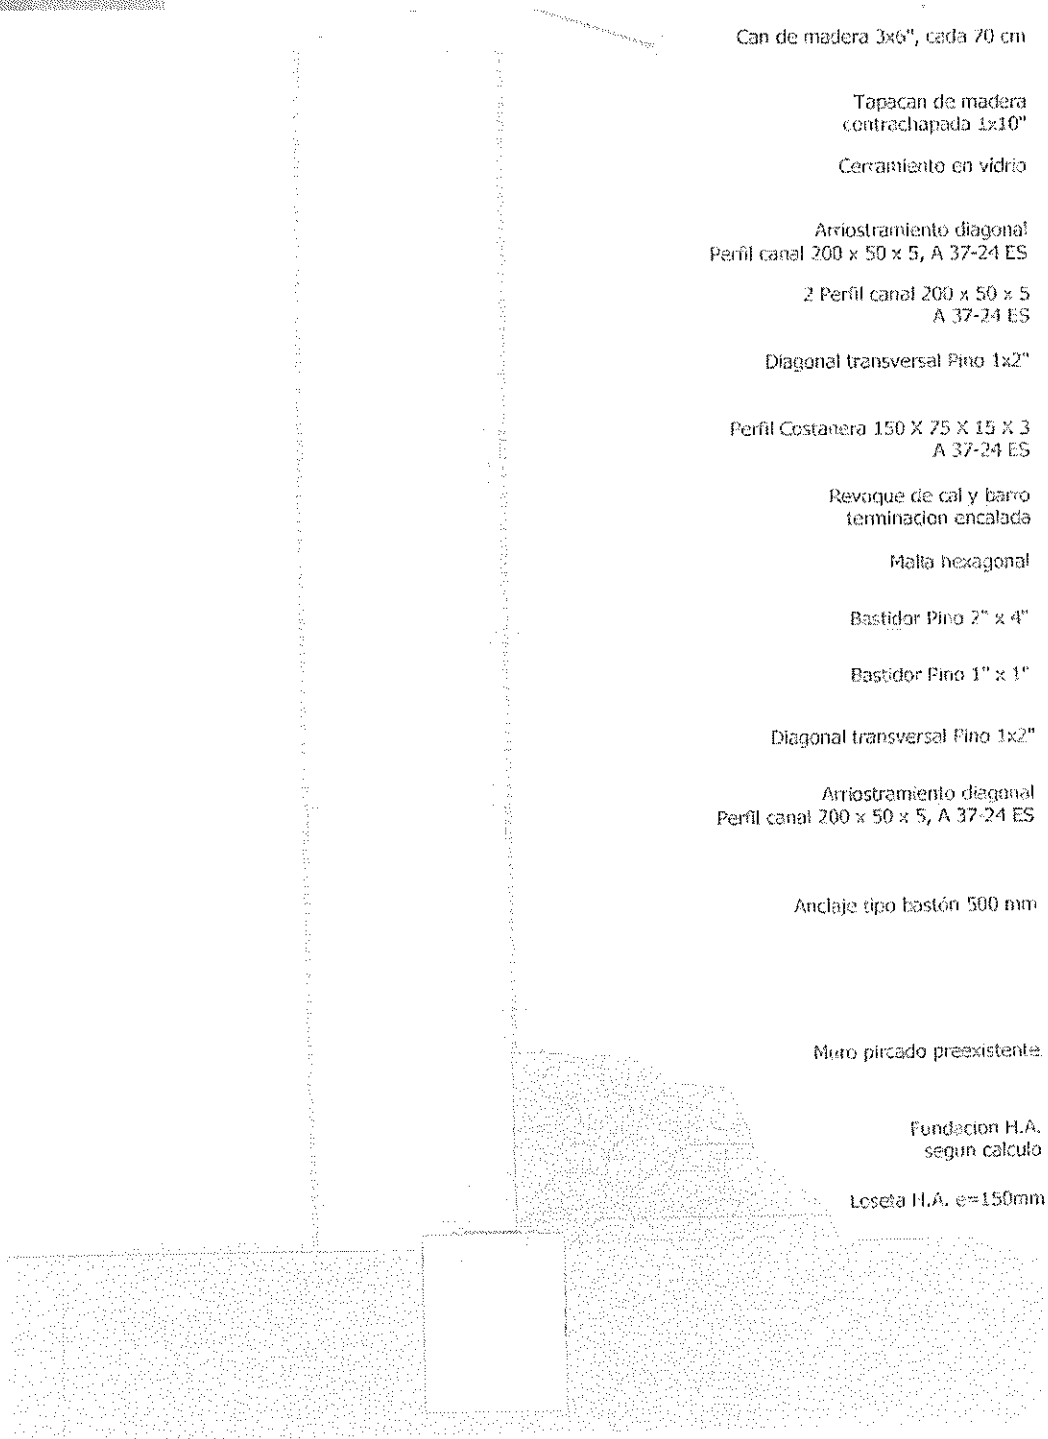 Can de madera 3x6", cada 70 cm
Tapacan de madera
contrachapada 1x10"
Cerramiento en vidrio
Arriostramiento diagonal
Perfil canal 200 x 50 x 5, A 37-24 ES
2 Perfil canal 200 x 50 x 5
A 37-24 ES
Diagonal transversal Pino 1x2"
Perfil Costanera 150 X 75 X 15 X 3
A 37-24 ES
Revoque de cal y barro
terminacion encalada
Malla hexagonal
Bastidor Pino 2" x 4"
Bastidor Pino 1" x 1"
Diagonal transversal Pino 1x2"
Arriostramiento diagonal
Perfil canal 200 x 50 x 5, A 37-24 ES
Anclaje tipo bastón 500 mm
Muro pircado preexistente
Fundacion H.A.
segun calculo
Loseta H.A. e=150mm